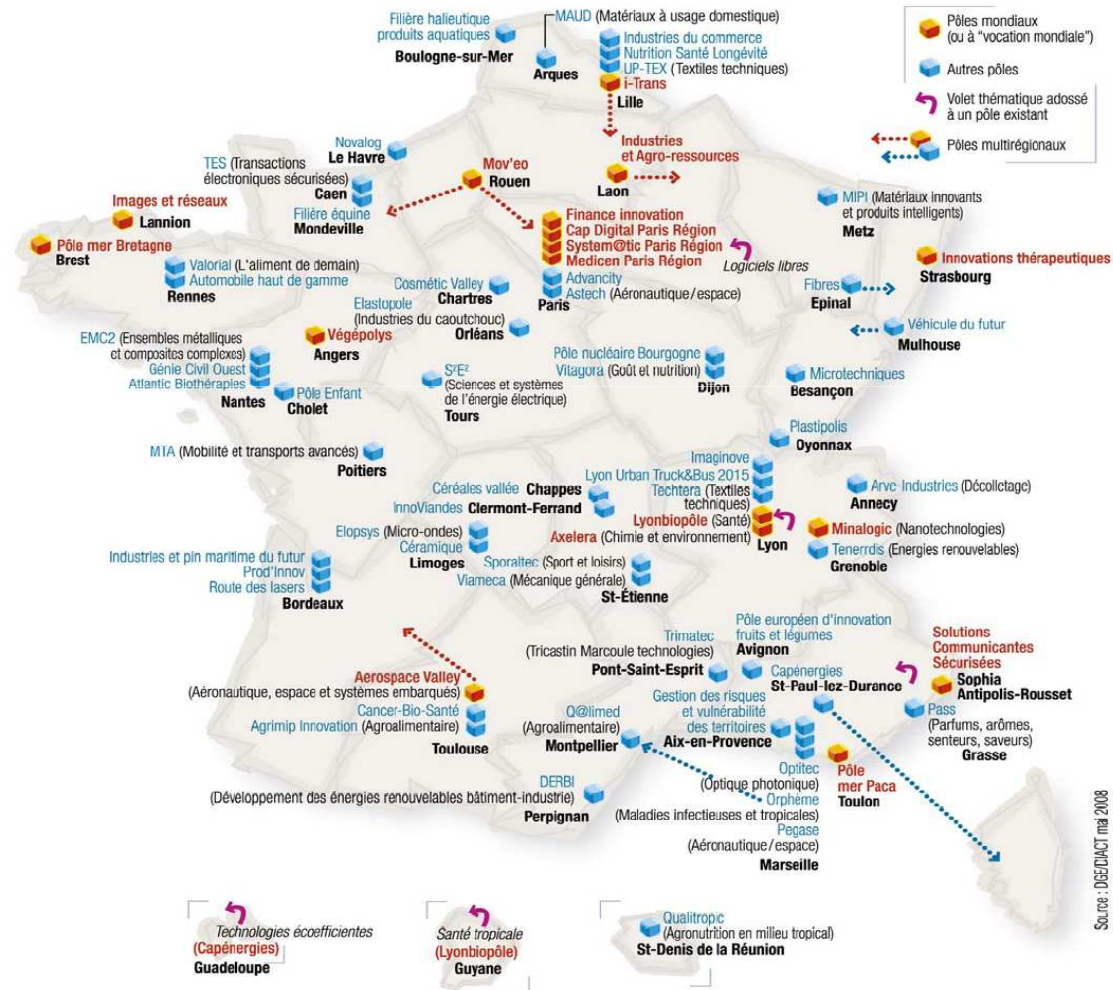 Filière halieutique
produits aquatiques
Boulogne-sur-Mer
MAUD (Matériaux à usage domestique)
Arques
Industries du commerce
Nutrition Santé Longévité
UP-TEX (Textiles techniques)
i-Trans
Lille
Pôles mondiaux
(ou à "vocation mondiale")
Autres pôles
Volet thématique adossé
à un pôle existant
Pôles multirégionaux
Novalog
Le Havre
TES (Transactions
électroniques sécurisées)
Caen
Filière équine
Mondeville
Mov'eo
Rouen
Industries
et Agro-ressources
Laon
MIPI (Matériaux innovants
et produits intelligents)
Metz
Images et réseaux
Lannion
Pôle mer Bretagne
Brest
Valorial (L'aliment de demain)
Automobile haut de gamme
Rennes
Finance innovation
Cap Digital Paris Région
System@tic Paris Région
Medicen Paris Région
Logiciels libres
Advancity
Astech (Aéronautique/espace)
Paris
Innovations thérapeutiques
Strasbourg
Fibres
Epinal
Véhicule du futur
Mulhouse
Cosmétic Valley
Chartres
Elastopole
(Industries du caoutchouc)
Orléans
EMC2 (Ensembles métalliques
et composites complexes)
Génie Civil Ouest
Atlantic Biothérapies
Nantes
Végépolys
Angers
Pôle Enfant
Cholet
S²E²
(Sciences et systèmes
de l'énergie électrique)
Tours
Pôle nucléaire Bourgogne
Vitagora (Goût et nutrition)
Dijon
Microtechniques
Besançon
MTA (Mobilité et transports avancés)
Poitiers
Plastipolis
Oyonnax
Imaginove
Lyon Urban Truck&Bus 2015
Techtera (Textiles
techniques)
Lyonbiopôle (Santé)
Axelera (Chimie et environnement)
Lyon
Arve Industries (Décolletage)
Annecy
Céréales vallée
Chappes
InnoViandes
Clermont-Ferrand
Minalogic (Nanotechnologies)
Tenerrdis (Energies renouvelables)
Grenoble
Elopsys (Micro-ondes)
Céramique
Limoges
Sporaltec (Sport et loisirs)
Viameca (Mécanique générale)
St-Étienne
Industries et pin maritime du futur
Prod'Innov
Route des lasers
Bordeaux
Trimatec
(Tricastin Marcoule technologies)
Pont-Saint-Esprit
Pôle européen d'innovation
fruits et légumes
Avignon
Capénergies
St-Paul-lez-Durance
Solutions
Communicantes
Sécurisées
Sophia
Antipolis-Rousset
Aerospace Valley
(Aéronautique, espace et systèmes embarqués)
Cancer-Bio-Santé
Agrimip Innovation (Agroalimentaire)
Toulouse
Q@limed
(Agroalimentaire)
Montpellier
Gestion des risques
et vulnérabilité
des territoires
Aix-en-Provence
Pass
(Parfums, arômes,
senteurs, saveurs)
Grasse
Pôle
mer Paca
Toulon
DERBI
(Développement des énergies renouvelables bâtiment-industrie)
Perpignan
Optitec
(Optique photonique)
Orphème
(Maladies infectieuses et tropicales)
Pegase
(Aéronautique/espace)
Marseille
Technologies écoefficientes
(Capénergies)
Guadeloupe
Santé tropicale
(Lyonbiopôle)
Guyane
Qualitropic
(Agronutrition en milieu tropical)
St-Denis de la Réunion
Source : DGE/DIACT mai 2008